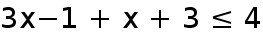 3x−1 + x + 3 ≤ 4